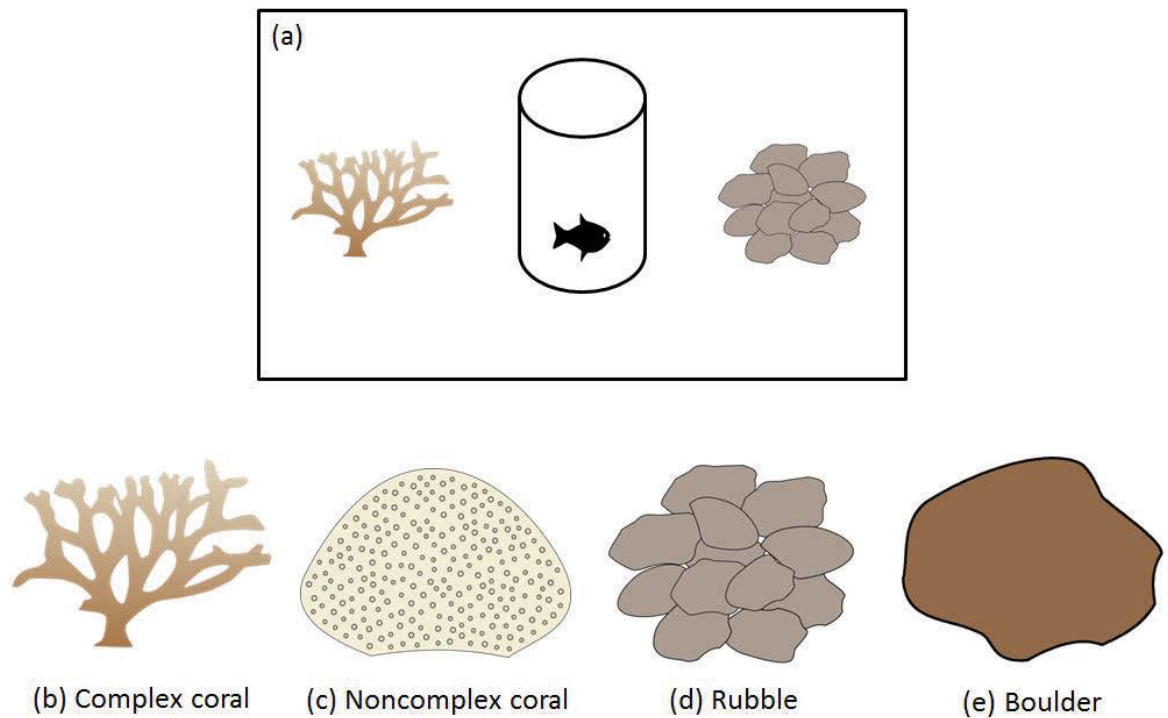 (a)
(b) Complex coral
(c) Noncomplex coral
(d) Rubble
(e) Boulder